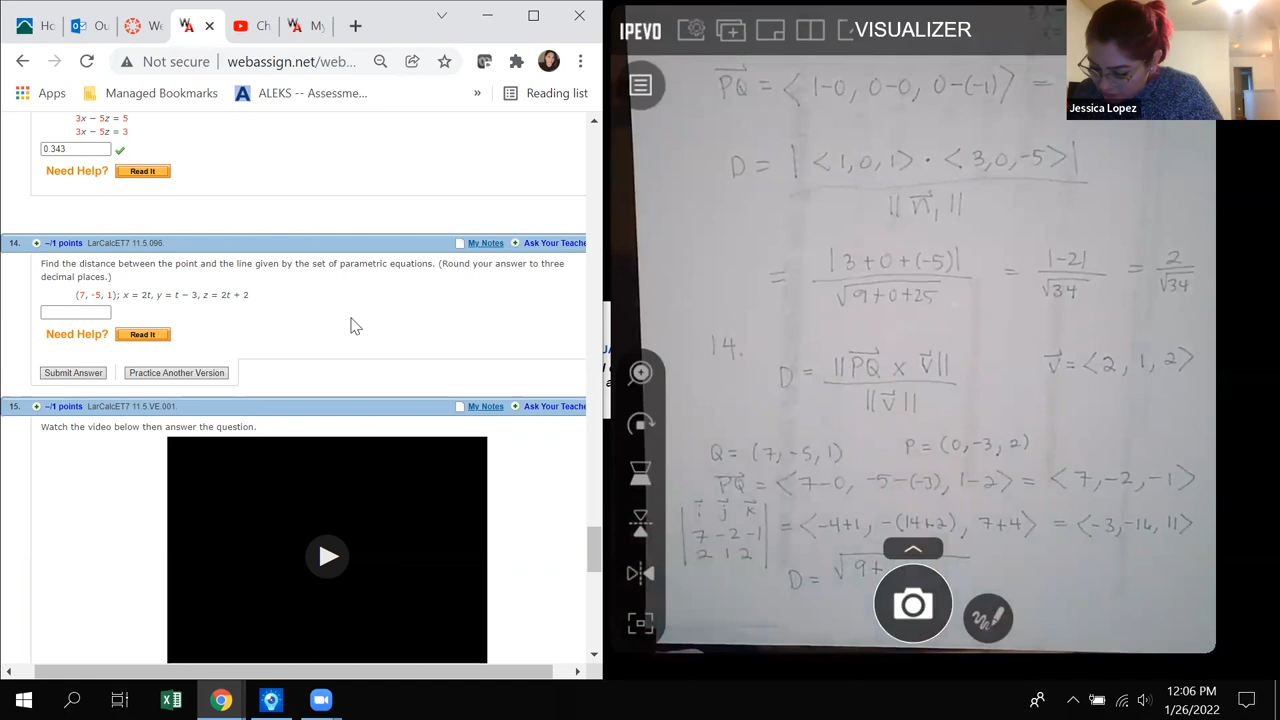 Ho
Ou
We
Ch
My
Not secure
webassign.net/web...
Apps
Managed Bookmarks
ALEKS -- Assessme...
»
Reading list
3x - 5z = 5
3x - 5z = 3
0.343
Need Help? Read It
14. –/1 points LarCalcET7 11.5.096. My Notes Ask Your Teache
Find the distance between the point and the line given by the set of parametric equations. (Round your answer to three
decimal places.)
(7, -5, 1); x = 2t, y = t − 3, z = 2t + 2
Need Help? Read It
Submit Answer Practice Another Version
15. –/1 points LarCalcET7 11.5.VE.001. My Notes Ask Your Teache
Watch the video below then answer the question.
IPEVO
VISUALIZER
Jessica Lopez
PQ = <1-0, 0-0, 0-(-1)> =
D = |<1,0,1> · <3,0,-5>|
||n₁||
= |3+0+(-5)| / √9+0+25 = |-2| / √34 = 2/√34
14.
D = ||PQ x v|| / ||v|| v = <2, 1, 2>
Q = (7, -5, 1) P = (0, -3, 2)
PQ = <7-0, -5-(-3), 1-2> = <7, -2, -1>
i j k
7 -2 -1 = <-4+1, -(14+2), 7+4> = <-3, -16, 11>
2 1 2
D = √9+
12:06 PM
1/26/2022